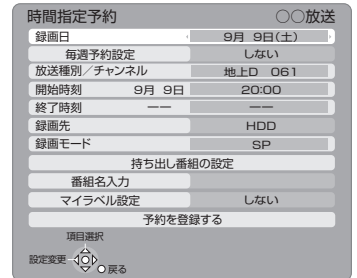 時間指定予約 〇〇放送
録画日 9月 9日(土)
毎週予約設定 しない
放送種別／チャンネル 地上D 061
開始時刻 9月 9日 20:00
終了時刻 −− −−
録画先 HDD
録画モード SP
持ち出し番組の設定
番組名入力
マイラベル設定 しない
予約を登録する
項目選択
設定変更
戻る